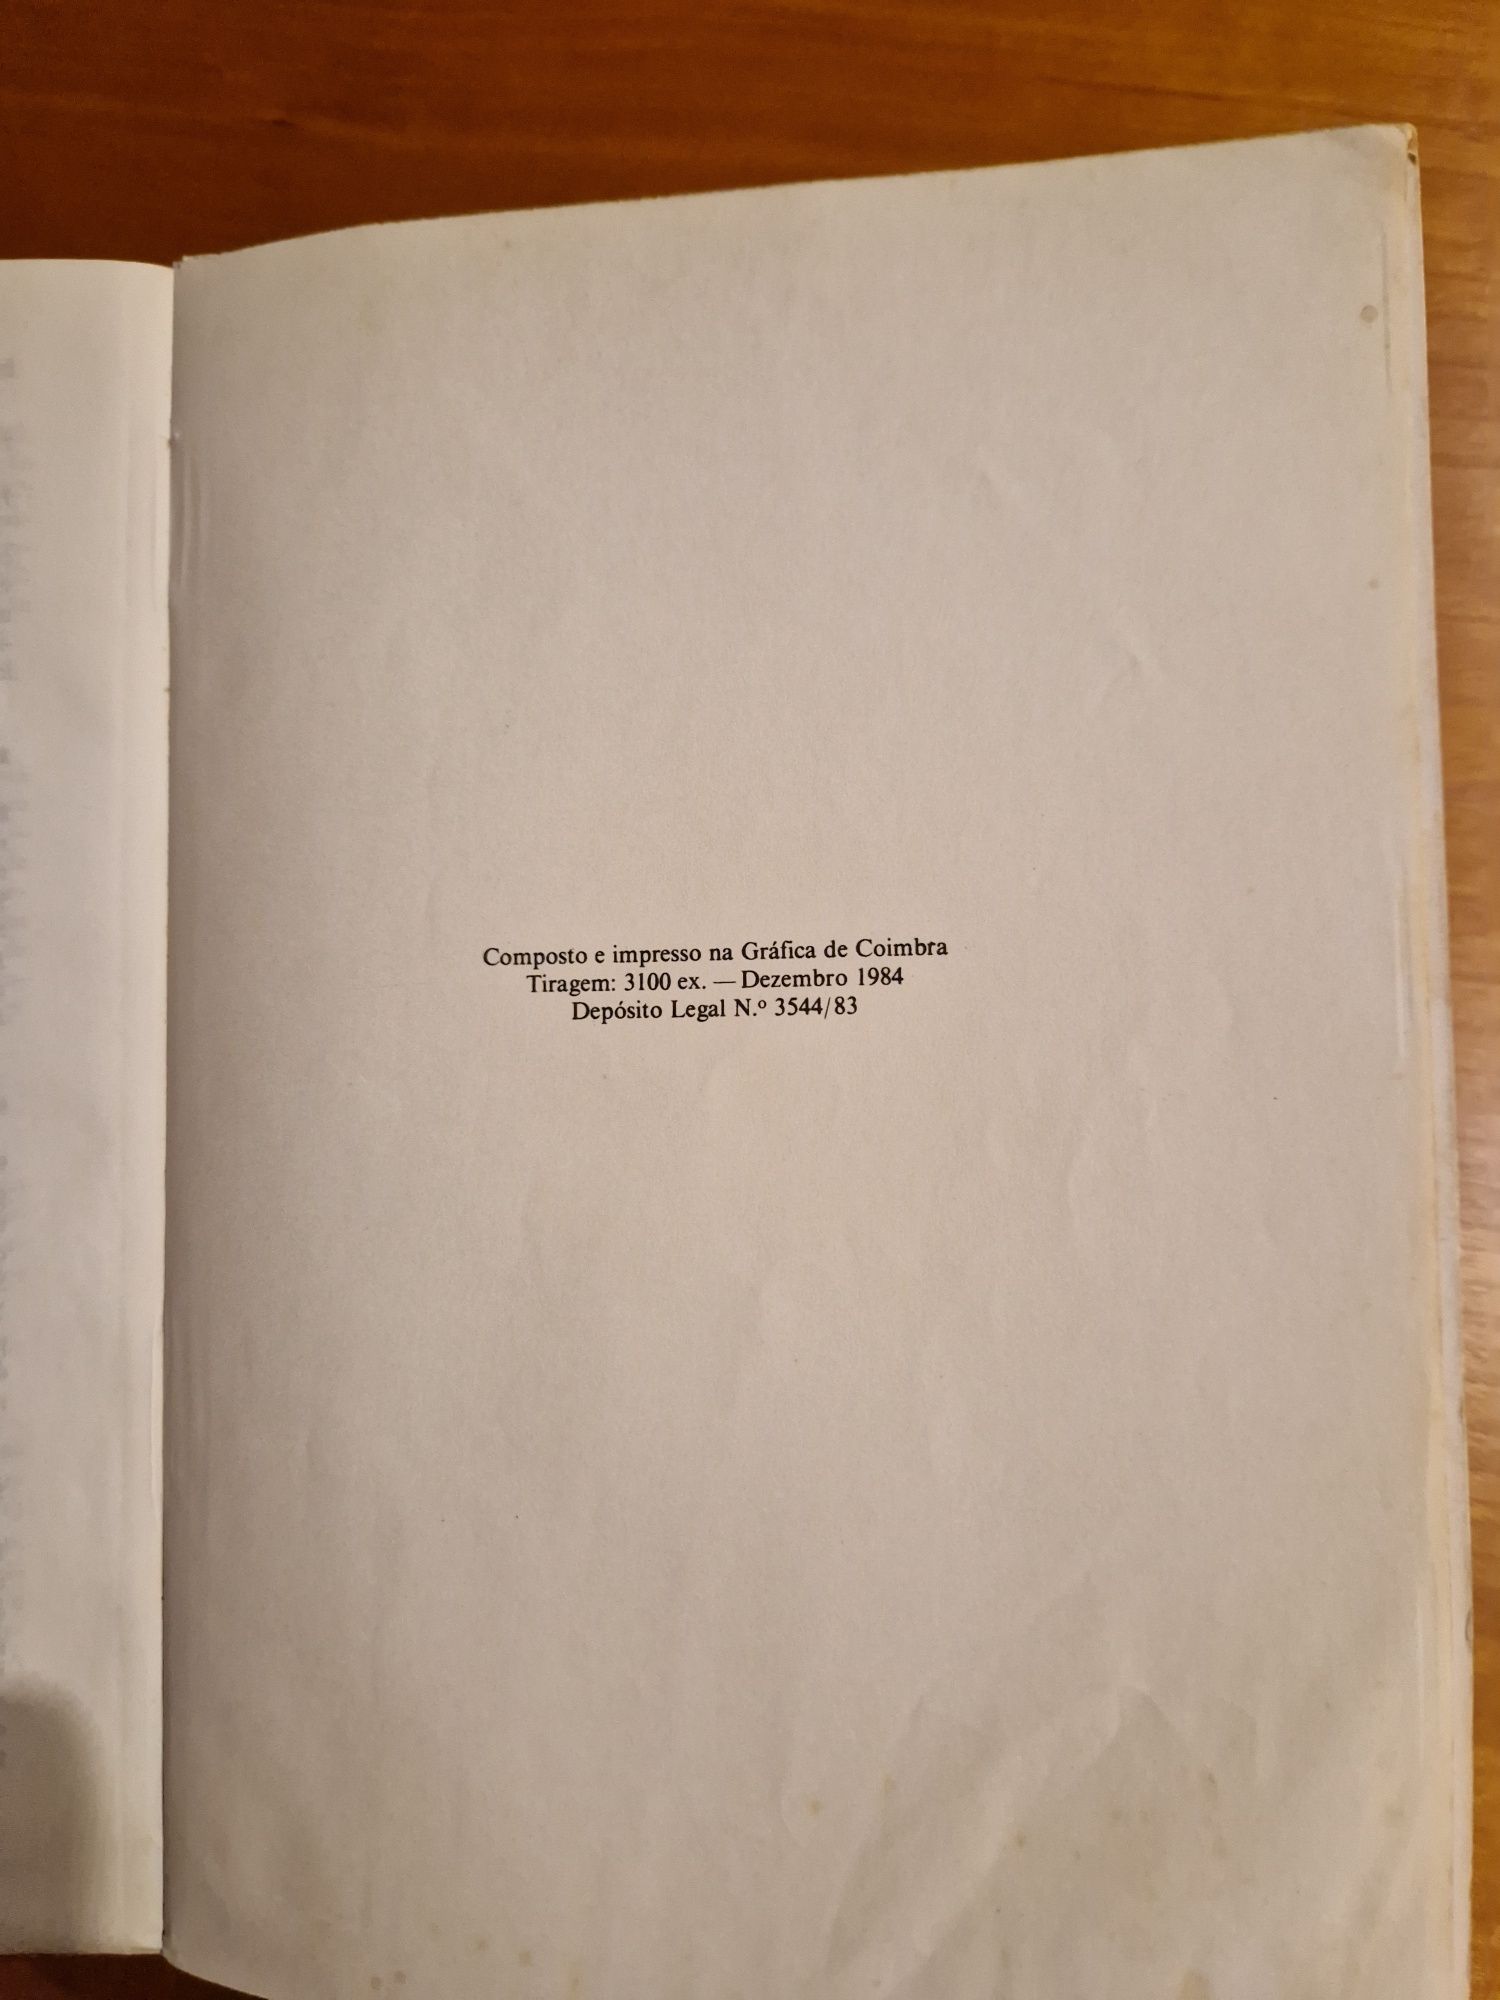 Composto e impresso na Gráfica de Coimbra
Tiragem: 3100 ex. — Dezembro 1984
Depósito Legal N.º 3544/83